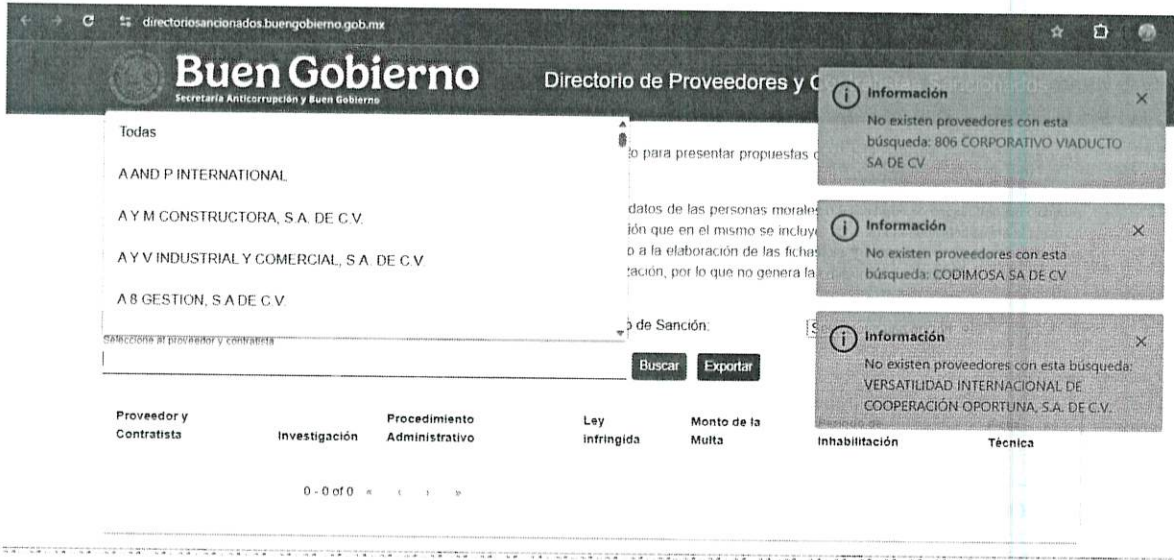 directoriosancionados.buengobierno.gob.mx
Buen Gobierno
Secretaría Anticorrupción y Buen Gobierno
Directorio de Proveedores y C
Todas
A AND P INTERNATIONAL
A Y M CONSTRUCTORA, S.A. DE C.V.
A Y V INDUSTRIAL Y COMERCIAL, S.A. DE C.V.
A 8 GESTION, S.A DE C.V.
to para presentar propuestas
datos de las personas morales
ión que en el mismo se incluy
o a la elaboración de las fichas
tación, por lo que no genera la
o de Sanción:
Seleccione al proveedor y contratista
Buscar
Exportar
Información
No existen proveedores con esta
búsqueda: 806 CORPORATIVO VIADUCTO
SA DE CV
Información
No existen proveedores con esta
búsqueda: CODIMOSA SA DE CV
Información
No existen proveedores con esta búsqueda:
VERSATILIDAD INTERNACIONAL DE
COOPERACIÓN OPORTUNA, S.A. DE C.V.
Proveedor y
Contratista
Investigación
Procedimiento
Administrativo
Ley
infringida
Monto de la
Multa
Inhabilitación
Técnica
0 - 0 of 0 « ‹ › »